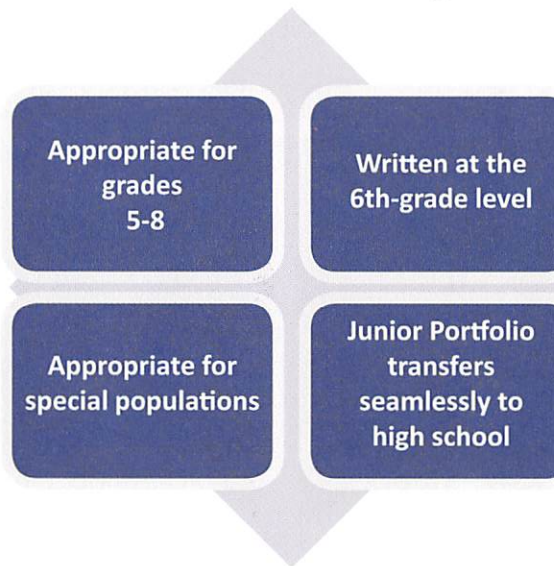 Appropriate for
grades
5-8
Written at the
6th-grade level
Appropriate for
special populations
Junior Portfolio
transfers
seamlessly to
high school